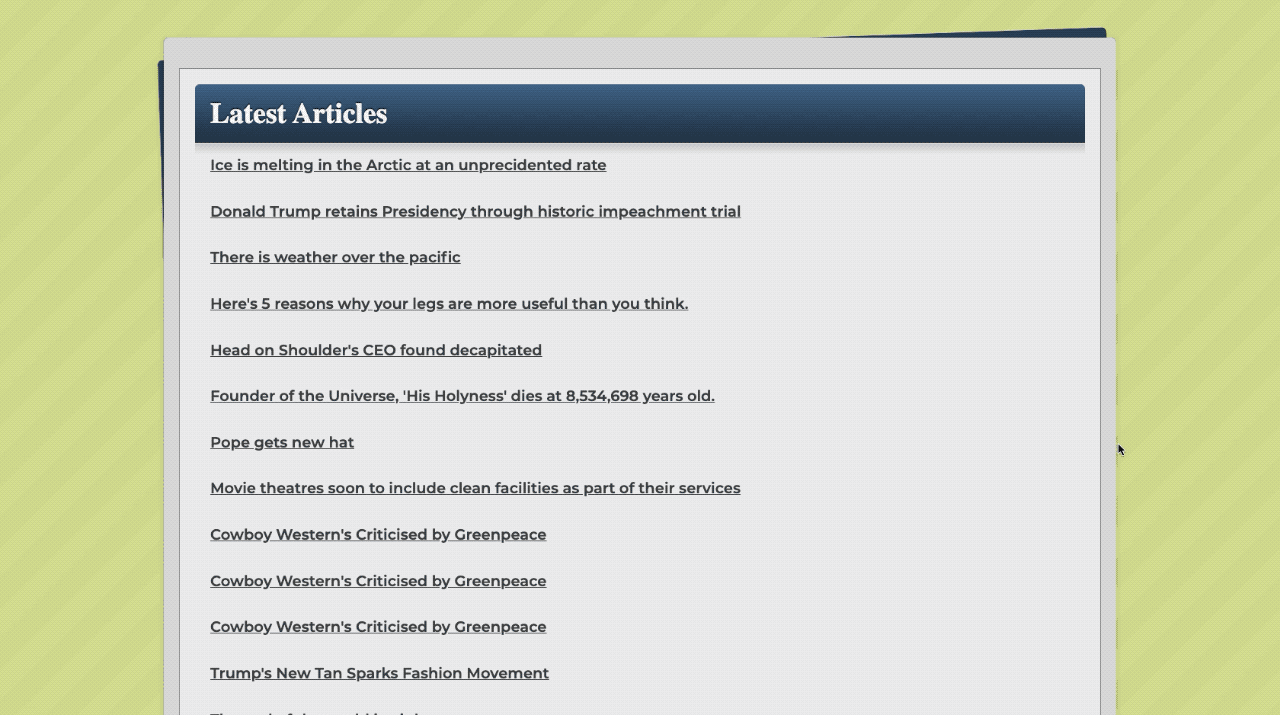 Latest Articles
Ice is melting in the Arctic at an unprecidented rate
Donald Trump retains Presidency through historic impeachment trial
There is weather over the pacific
Here's 5 reasons why your legs are more useful than you think.
Head on Shoulder's CEO found decapitated
Founder of the Universe, 'His Holyness' dies at 8,534,698 years old.
Pope gets new hat
Movie theatres soon to include clean facilities as part of their services
Cowboy Western's Criticised by Greenpeace
Cowboy Western's Criticised by Greenpeace
Cowboy Western's Criticised by Greenpeace
Trump's New Tan Sparks Fashion Movement